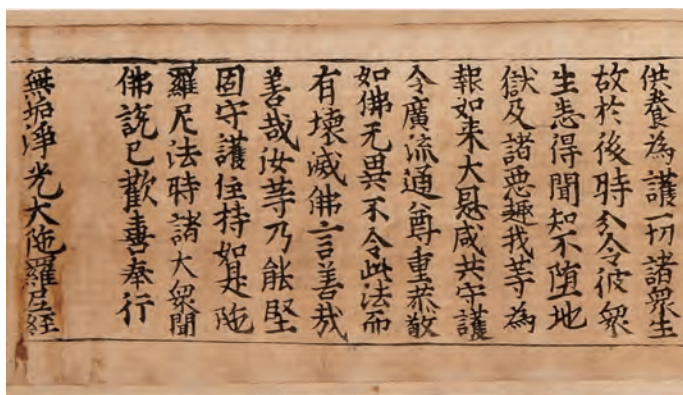 供養為護一切諸衆生
故於後時分令彼衆
生悉得聞知不堕地
獄及諸惡趣我等為
報如来大恩咸共守護
令廣流通尊重恭敬
如佛无異不令此法而
有壞滅佛言善哉
善哉汝等乃能堅
固守護住持如是陁
羅尼法時諸大衆聞
佛說已歡喜奉行
無垢淨光大陁羅尼経